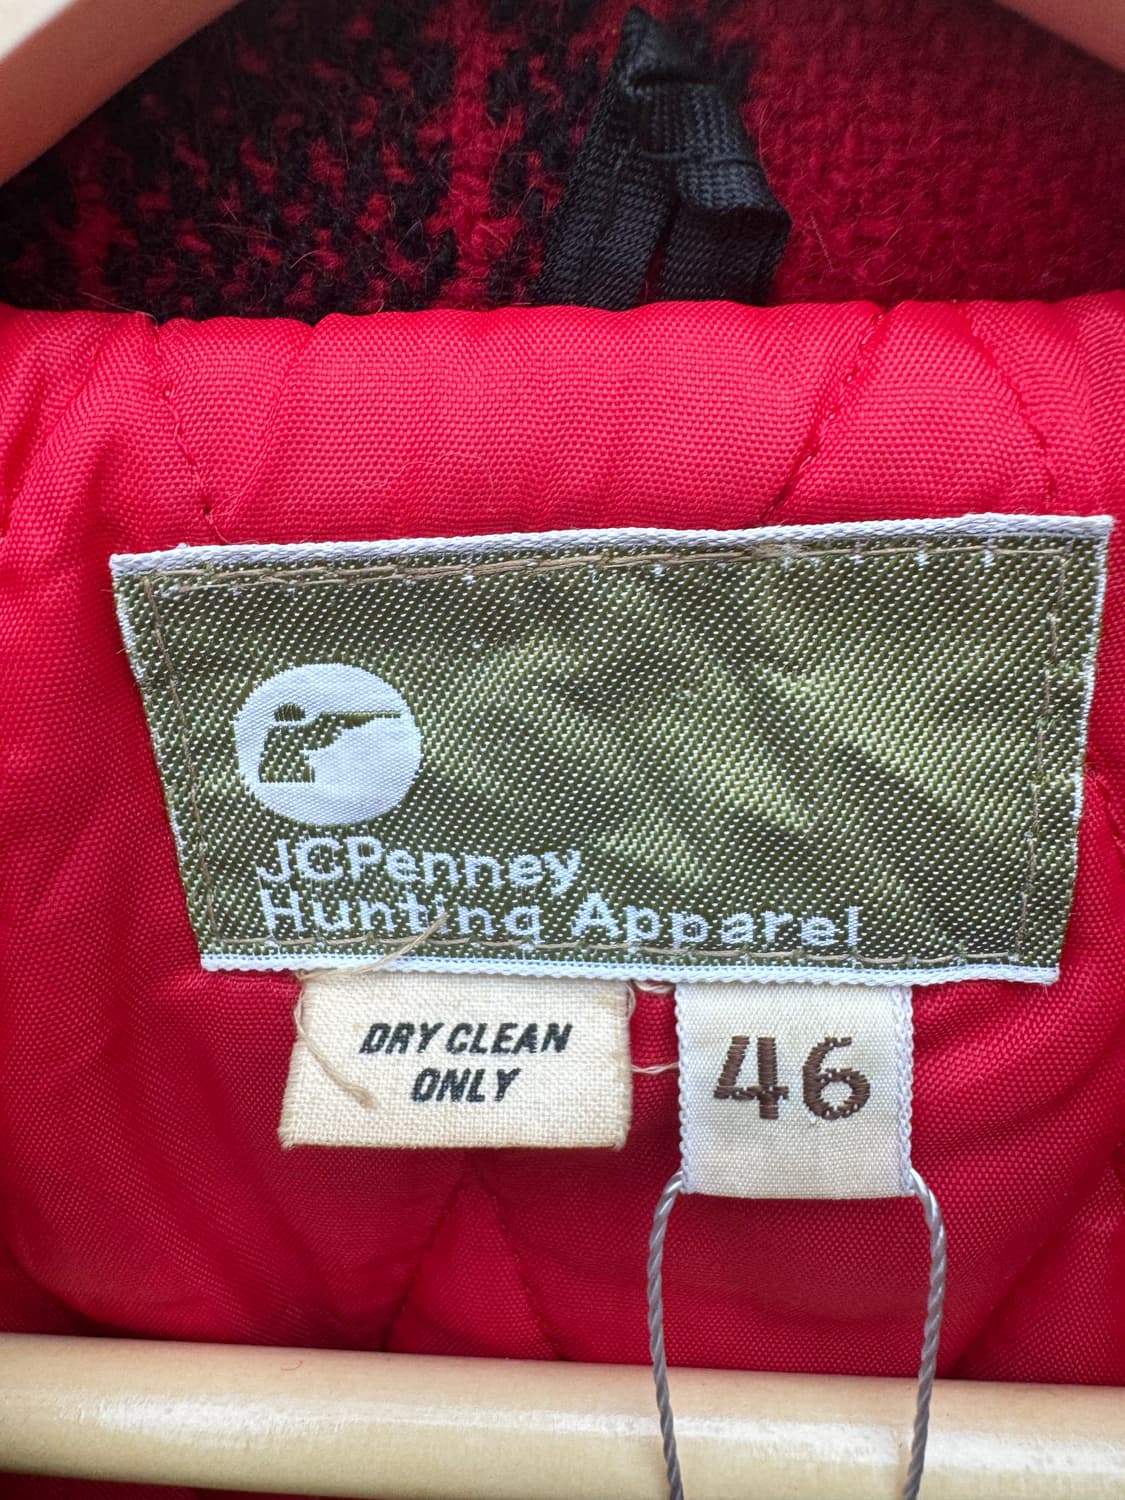 JCPenney
Hunting Apparel
DRY CLEAN
ONLY
46